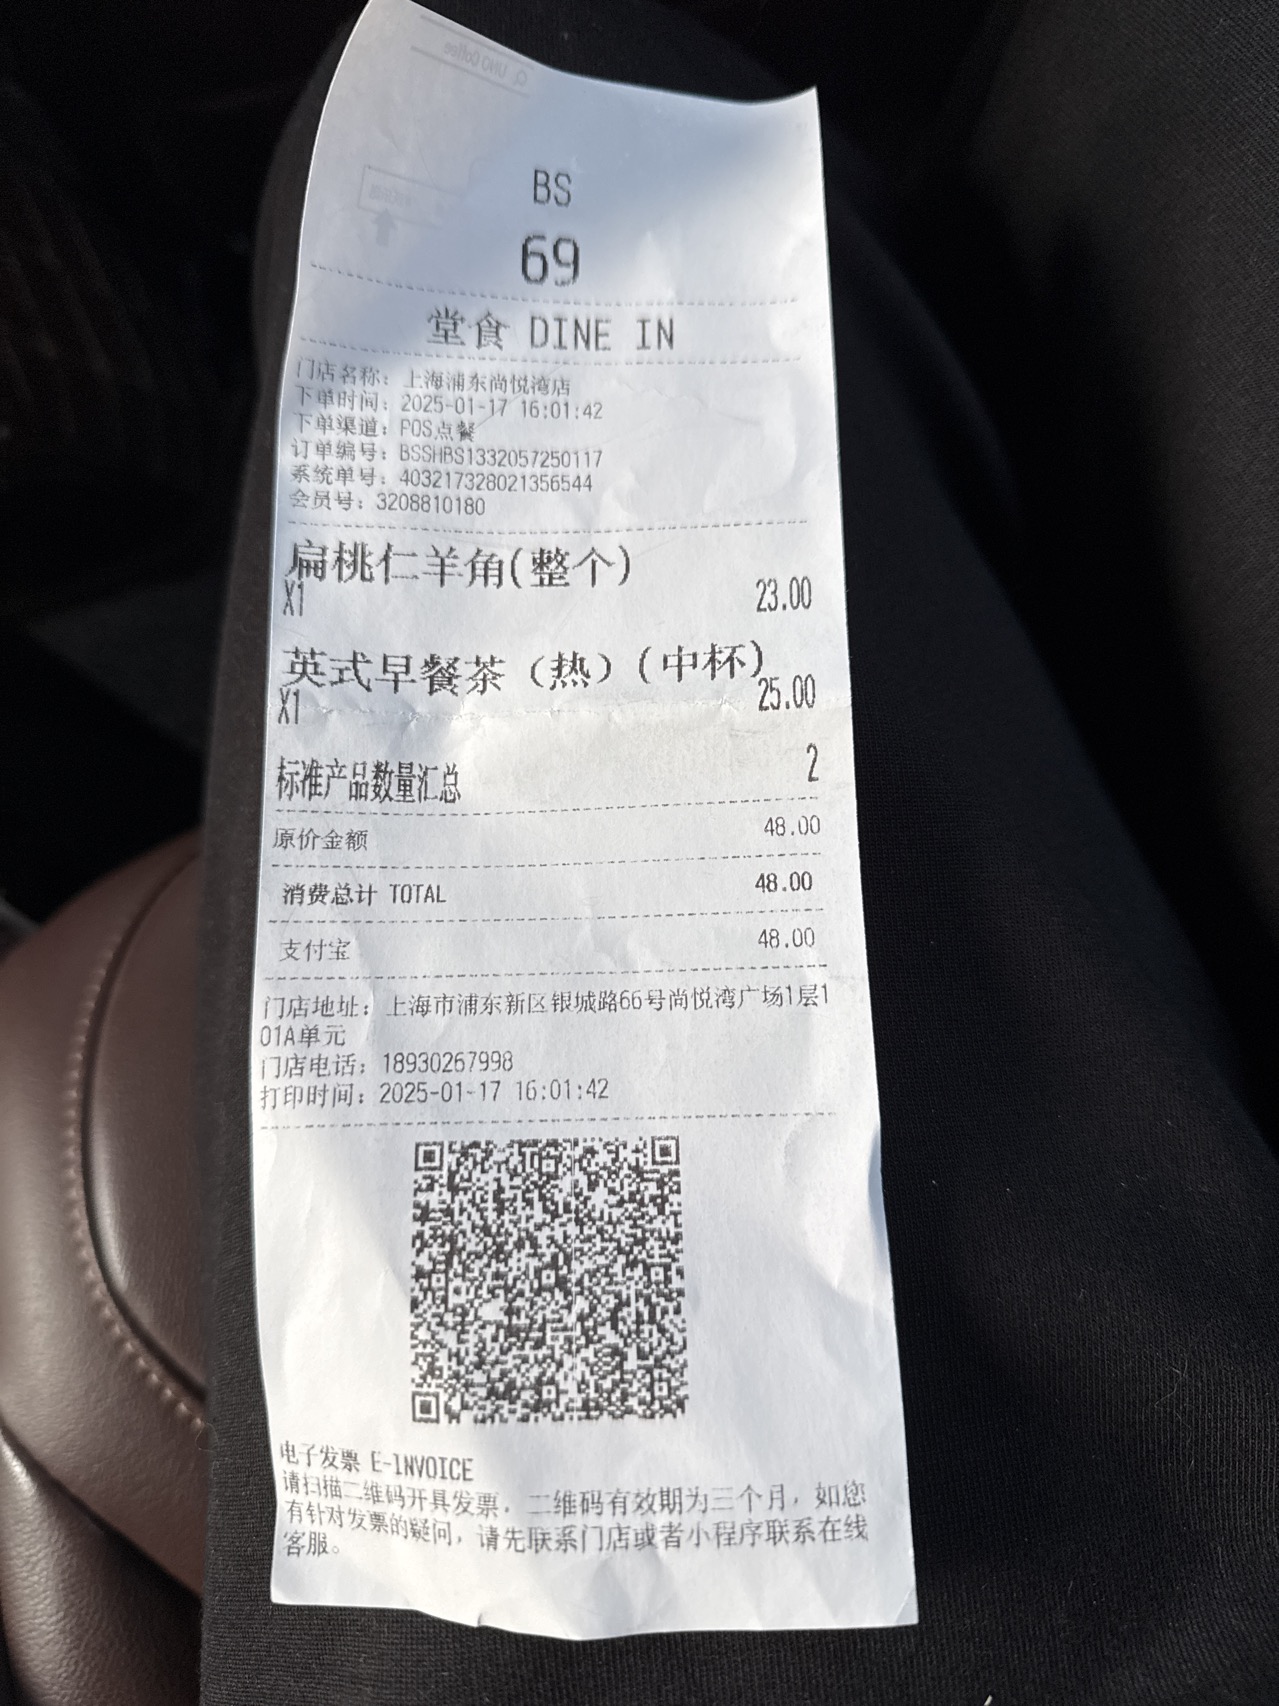 BS
69
堂食 DINE IN
门店名称：上海浦东尚悦湾店
下单时间：2025-01-17 16:01:42
下单渠道：POS点餐
订单编号：BSSHBS1332057250117
系统单号：403217328021356544
会员号：3208810180
扁桃仁羊角(整个)
X1 23.00
英式早餐茶（热）(中杯)
X1 25.00
标准产品数量汇总 2
原价金额 48.00
消费总计 TOTAL 48.00
支付宝 48.00
门店地址：上海市浦东新区银城路66号尚悦湾广场1层1
01A单元
门店电话：18930267998
打印时间：2025-01-17 16:01:42
电子发票 E-INVOICE
请扫描二维码开具发票，二维码有效期为三个月，如您
有针对发票的疑问，请先联系门店或者小程序联系在线
客服。